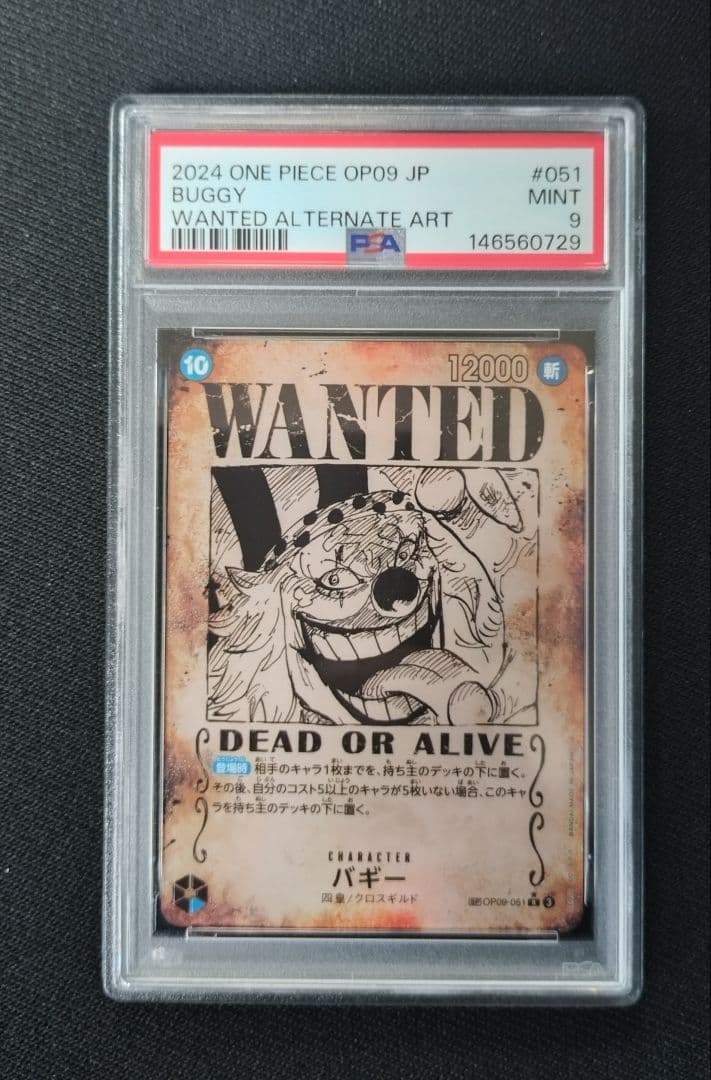 2024 ONE PIECE OP09 JP #051
BUGGY MINT
WANTED ALTERNATE ART 9
PSA 146560729
10 12000 斬
WANTED
DEAD OR ALIVE
登場時 相手のキャラ1枚までを、持ち主のデッキの下に置く。
その後、自分のコスト5以上のキャラが5枚いない場合、このキャ
ラを持ち主のデッキの下に置く。
CHARACTER
バギー
四皇/クロスギルド
OP09-051 R 3